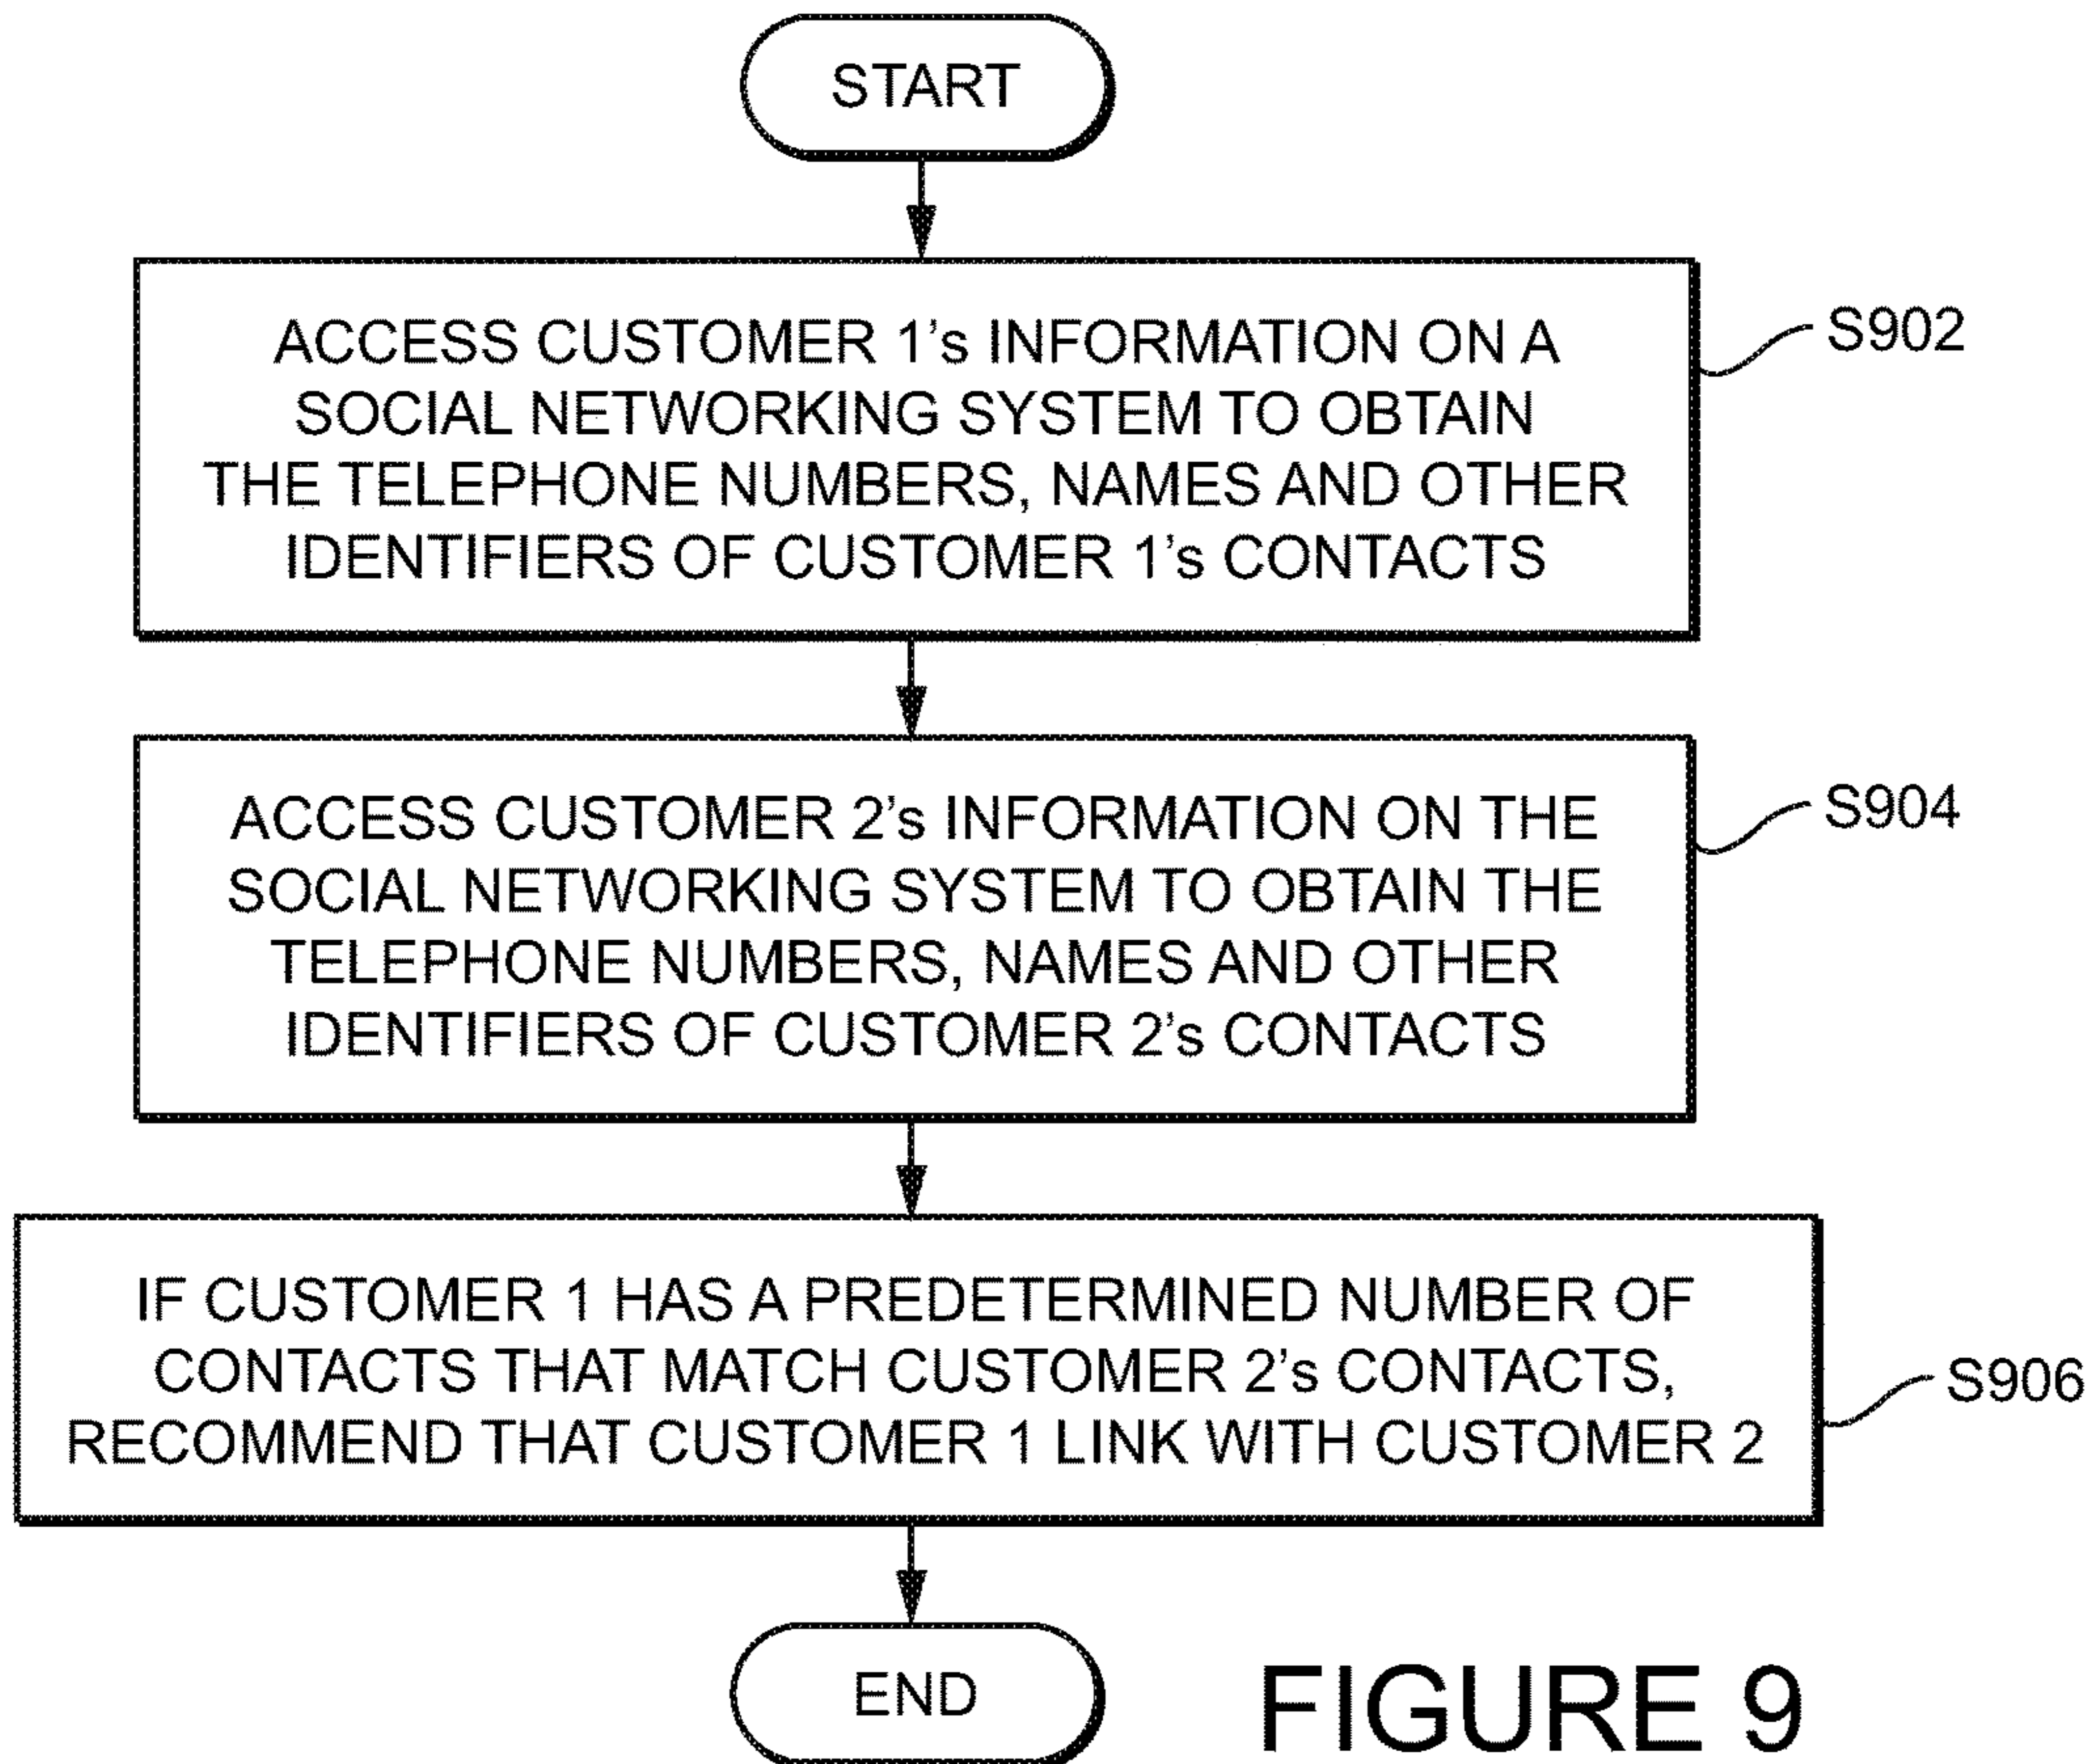 START
ACCESS CUSTOMER 1's INFORMATION ON A
SOCIAL NETWORKING SYSTEM TO OBTAIN
THE TELEPHONE NUMBERS, NAMES AND OTHER
IDENTIFIERS OF CUSTOMER 1's CONTACTS
S902
ACCESS CUSTOMER 2's INFORMATION ON THE
SOCIAL NETWORKING SYSTEM TO OBTAIN THE
TELEPHONE NUMBERS, NAMES AND OTHER
IDENTIFIERS OF CUSTOMER 2's CONTACTS
S904
IF CUSTOMER 1 HAS A PREDETERMINED NUMBER OF
CONTACTS THAT MATCH CUSTOMER 2's CONTACTS,
RECOMMEND THAT CUSTOMER 1 LINK WITH CUSTOMER 2
S906
END
FIGURE 9